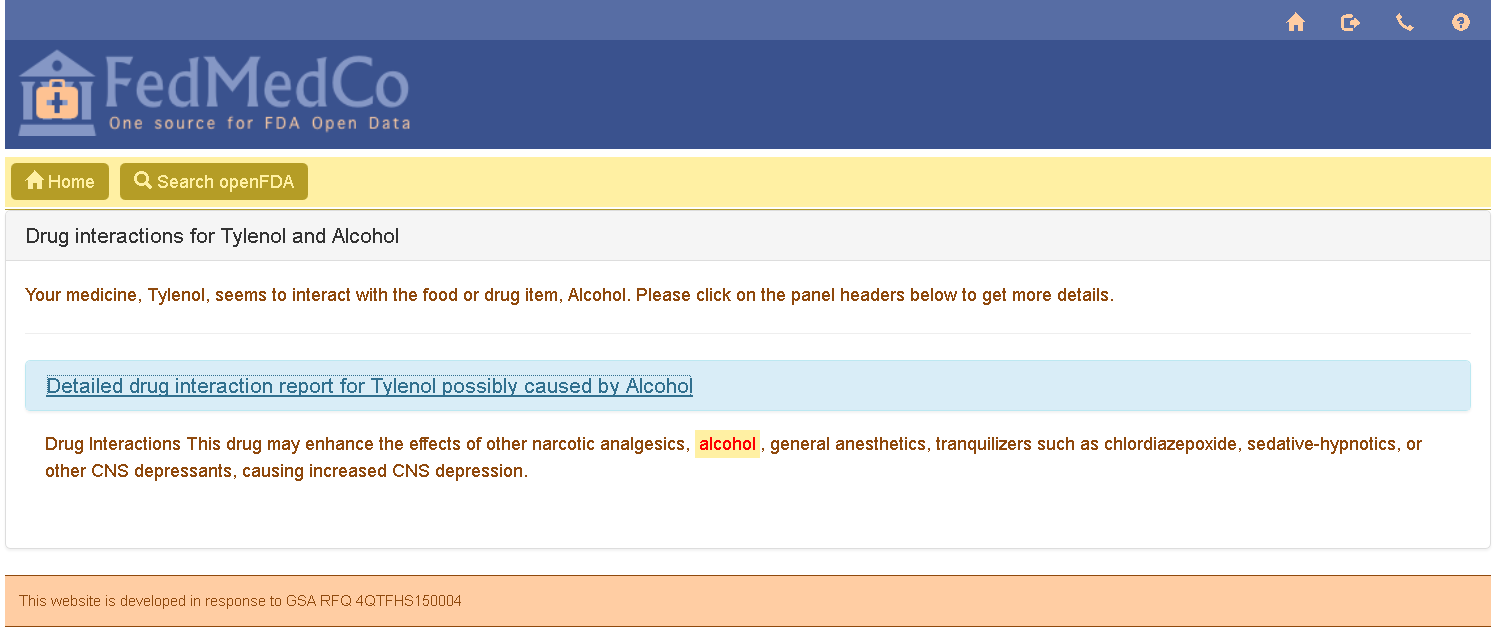 FedMedCo
One source for FDA Open Data
Home Search openFDA
Drug interactions for Tylenol and Alcohol
Your medicine, Tylenol, seems to interact with the food or drug item, Alcohol. Please click on the panel headers below to get more details.
Detailed drug interaction report for Tylenol possibly caused by Alcohol
Drug Interactions This drug may enhance the effects of other narcotic analgesics, alcohol , general anesthetics, tranquilizers such as chlordiazepoxide, sedative-hypnotics, or
other CNS depressants, causing increased CNS depression.
This website is developed in response to GSA RFQ 4QTFHS150004